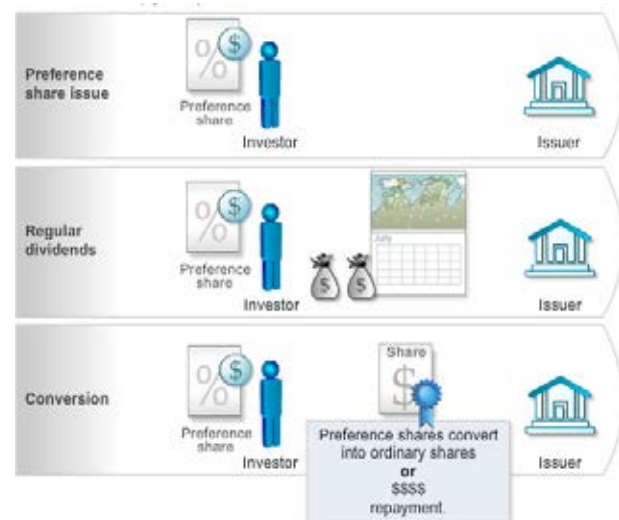 Preference
share issue
%
$
Preference
share
Investor
Issuer
Regular
dividends
%
$
Preference
share
Investor
$
$
July
Issuer
Conversion
%
$
Preference
share
Investor
Share
$
Preference shares convert
into ordinary shares
or
$$$$
repayment
Issuer